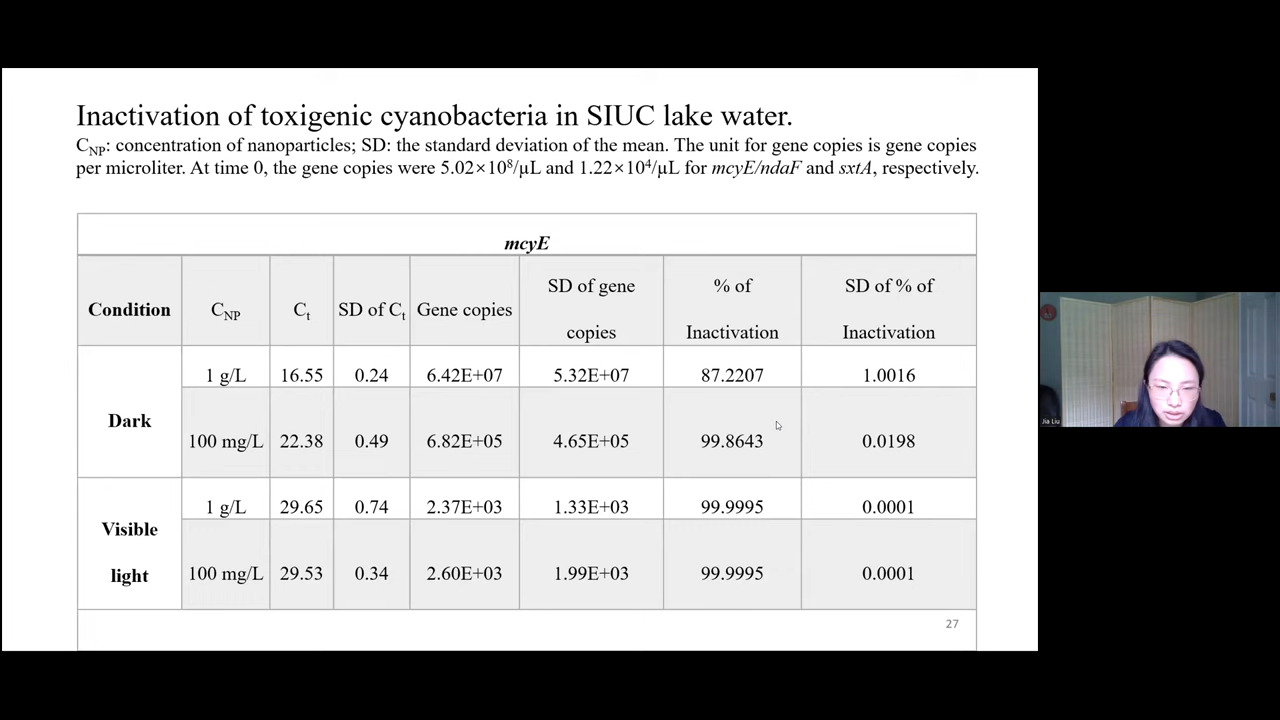 Inactivation of toxigenic cyanobacteria in SIUC lake water.
C_NP: concentration of nanoparticles; SD: the standard deviation of the mean. The unit for gene copies is gene copies
per microliter. At time 0, the gene copies were 5.02×10⁸/µL and 1.22×10⁴/µL for mcyE/ndaF and sxtA, respectively.
mcyE
Condition C_NP C_t SD of C_t Gene copies SD of gene copies % of Inactivation SD of % of Inactivation
Dark 1 g/L 16.55 0.24 6.42E+07 5.32E+07 87.2207 1.0016
100 mg/L 22.38 0.49 6.82E+05 4.65E+05 99.8643 0.0198
Visible light 1 g/L 29.65 0.74 2.37E+03 1.33E+03 99.9995 0.0001
100 mg/L 29.53 0.34 2.60E+03 1.99E+03 99.9995 0.0001
27
Jia Liu